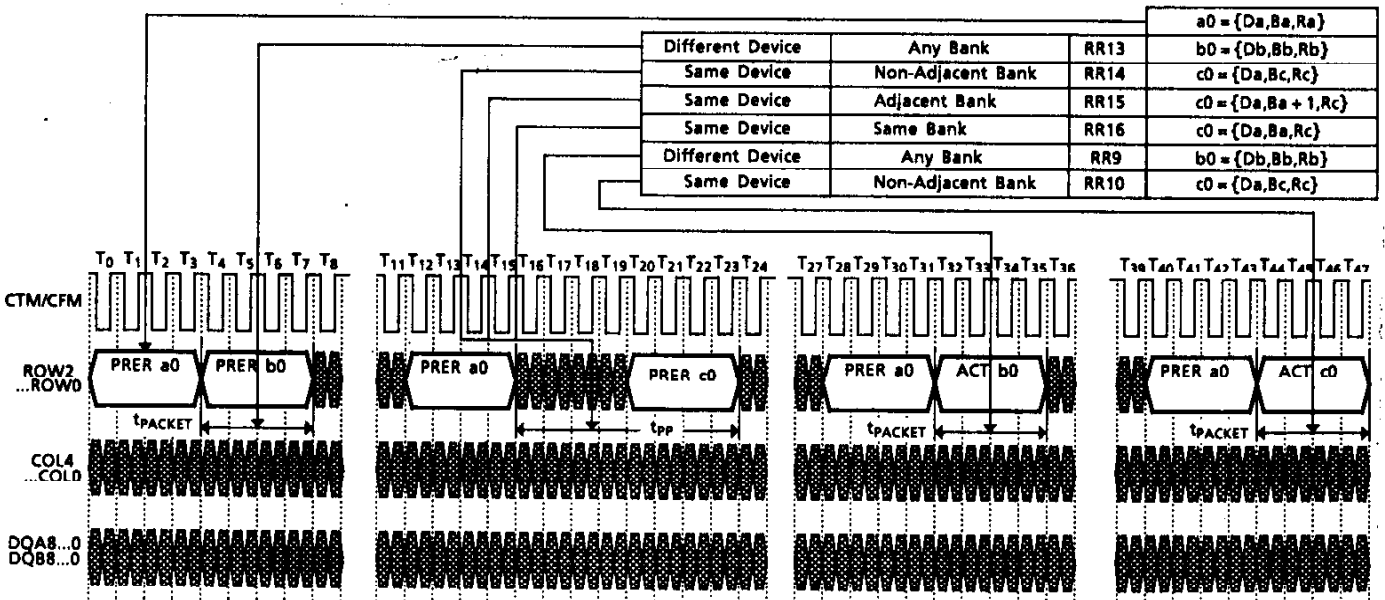 a0 = {Da,Ba,Ra}
Different Device Any Bank RR13 b0 = {Db,Bb,Rb}
Same Device Non-Adjacent Bank RR14 c0 = {Da,Bc,Rc}
Same Device Adjacent Bank RR15 c0 = {Da,Ba + 1,Rc}
Same Device Same Bank RR16 c0 = {Da,Ba,Rc}
Different Device Any Bank RR9 b0 = {Db,Bb,Rb}
Same Device Non-Adjacent Bank RR10 c0 = {Da,Bc,Rc}
T0 T1 T2 T3 T4 T5 T6 T7 T8 T11 T12 T13 T14 T15 T16 T17 T18 T19 T20 T21 T22 T23 T24 T27 T28 T29 T30 T31 T32 T33 T34 T35 T36 T39 T40 T41 T42 T43 T44 T45 T46 T47
CTM/CFM
ROW2
...ROW0
PRER a0 PRER b0 PRER a0 PRER c0 PRER a0 ACT b0 PRER a0 ACT c0
tPACKET tPP tPACKET tPACKET
COL4
...COL0
DQA8...0
DQB8...0